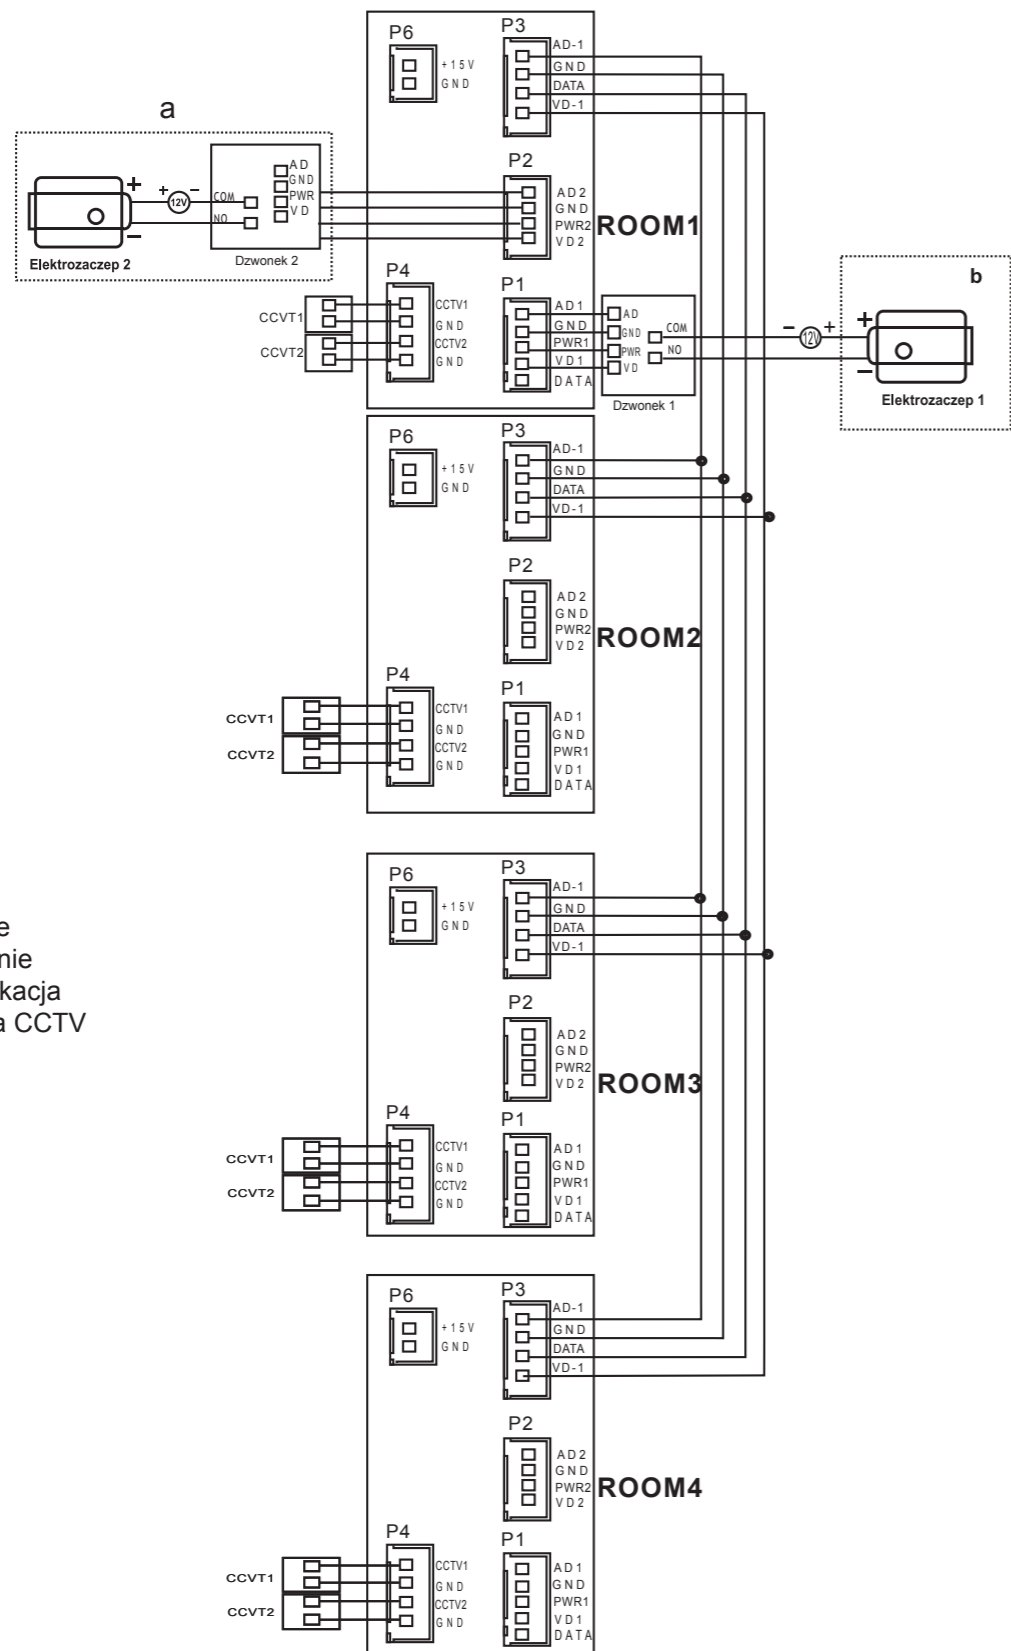 P6
+15V
GND
P3
AD-1
GND
DATA
VD-1
a
AD
GND
PWR
VD
COM
NO
+ 12V −
+
−
Elektrozaczep 2
Dzwonek 2
P2
AD2
GND
PWR2
VD2
ROOM1
P4
CCTV1
GND
CCTV2
GND
CCVT1
CCVT2
P1
AD1
GND
PWR1
VD1
DATA
AD
GND
PWR
VD
COM
NO
Dzwonek 1
− 12V +
b
+
−
Elektrozaczep 1
P6
+15V
GND
P3
AD-1
GND
DATA
VD-1
P2
AD2
GND
PWR2
VD2
ROOM2
P4
CCTV1
GND
CCTV2
GND
CCVT1
CCVT2
P1
AD1
GND
PWR1
VD1
DATA
P6
+15V
GND
P3
AD-1
GND
DATA
VD-1
e
nie
kacja
a CCTV
P2
AD2
GND
PWR2
VD2
ROOM3
P4
CCTV1
GND
CCTV2
GND
CCVT1
CCVT2
P1
AD1
GND
PWR1
VD1
DATA
P6
+15V
GND
P3
AD-1
GND
DATA
VD-1
P2
AD2
GND
PWR2
VD2
ROOM4
P4
CCTV1
GND
CCTV2
GND
CCVT1
CCVT2
P1
AD1
GND
PWR1
VD1
DATA